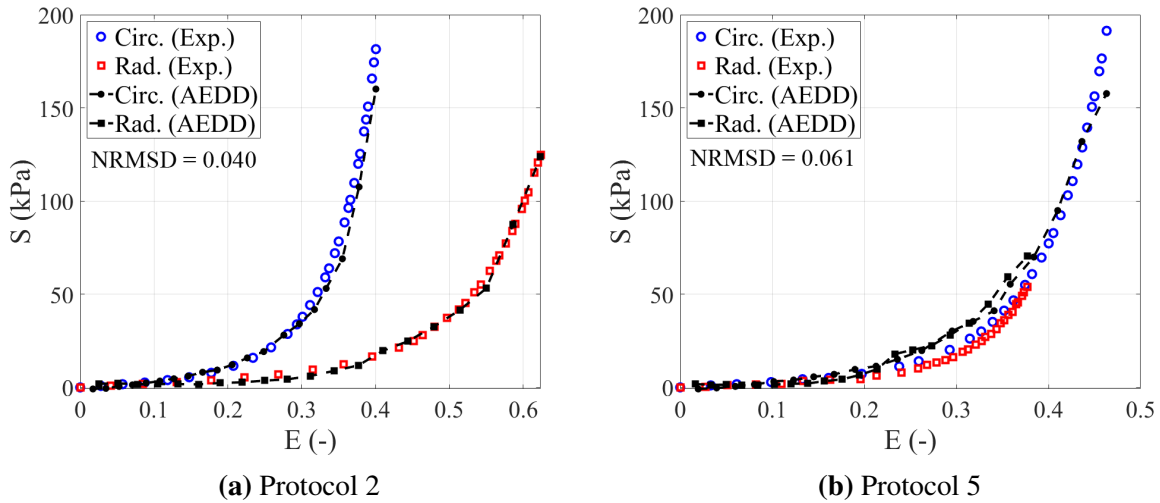 200
150
100
50
0
S (kPa)
Circ. (Exp.)
Rad. (Exp.)
Circ. (AEDD)
Rad. (AEDD)
NRMSD = 0.040
0 0.1 0.2 0.3 0.4 0.5 0.6
E (-)
(a) Protocol 2
200
150
100
50
0
S (kPa)
Circ. (Exp.)
Rad. (Exp.)
Circ. (AEDD)
Rad. (AEDD)
NRMSD = 0.061
0 0.1 0.2 0.3 0.4 0.5
E (-)
(b) Protocol 5